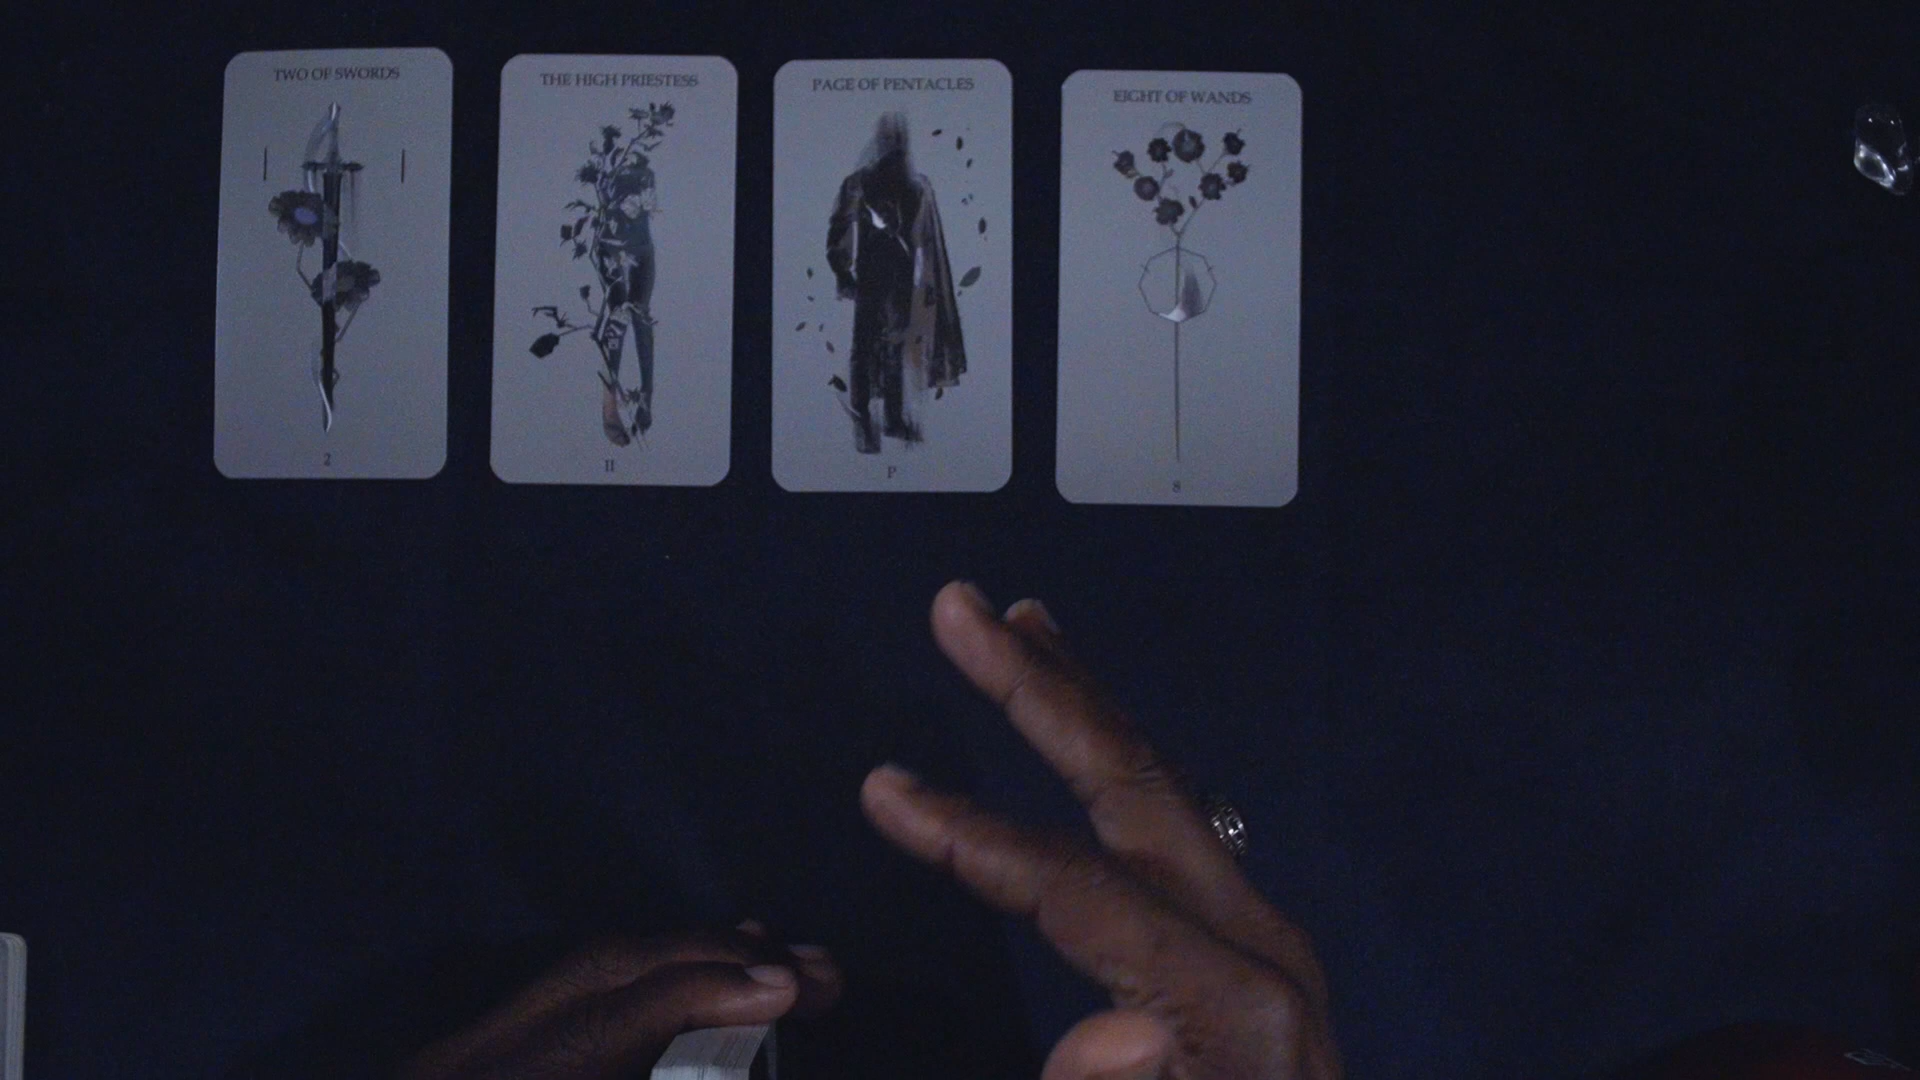 TWO OF SWORDS
2
THE HIGH PRIESTESS
II
PAGE OF PENTACLES
P
EIGHT OF WANDS
8